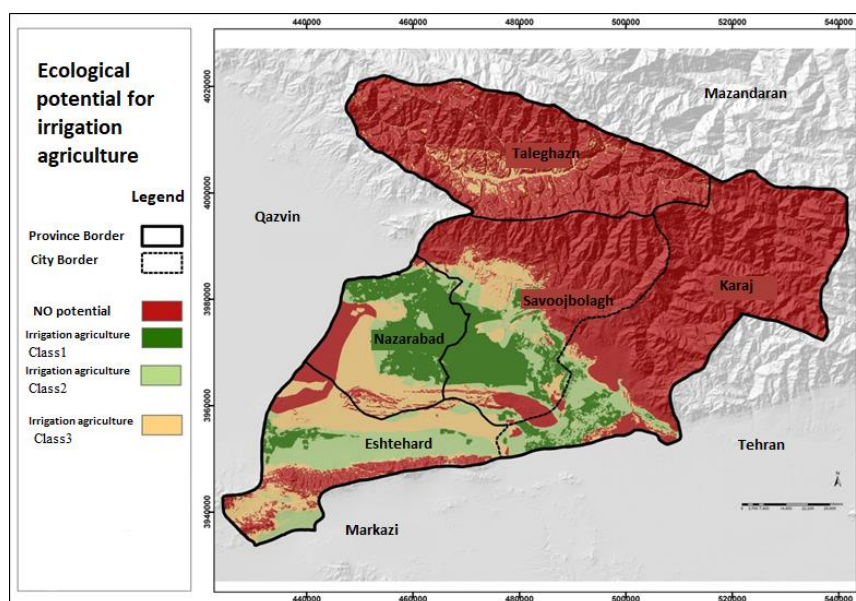 Ecological
potential for
irrigation
agriculture
Legend
Province Border
City Border
NO potential
Irrigation agriculture
Class1
Irrigation agriculture
Class2
Irrigation agriculture
Class3
440000 460000 480000 500000 520000 540000
4020000
4000000
3980000
3960000
3940000
Mazandaran
Taleghazn
Qazvin
Savoojbolagh
Karaj
Nazarabad
Eshtehard
Tehran
Markazi
N
440000 460000 480000 500000 520000 540000